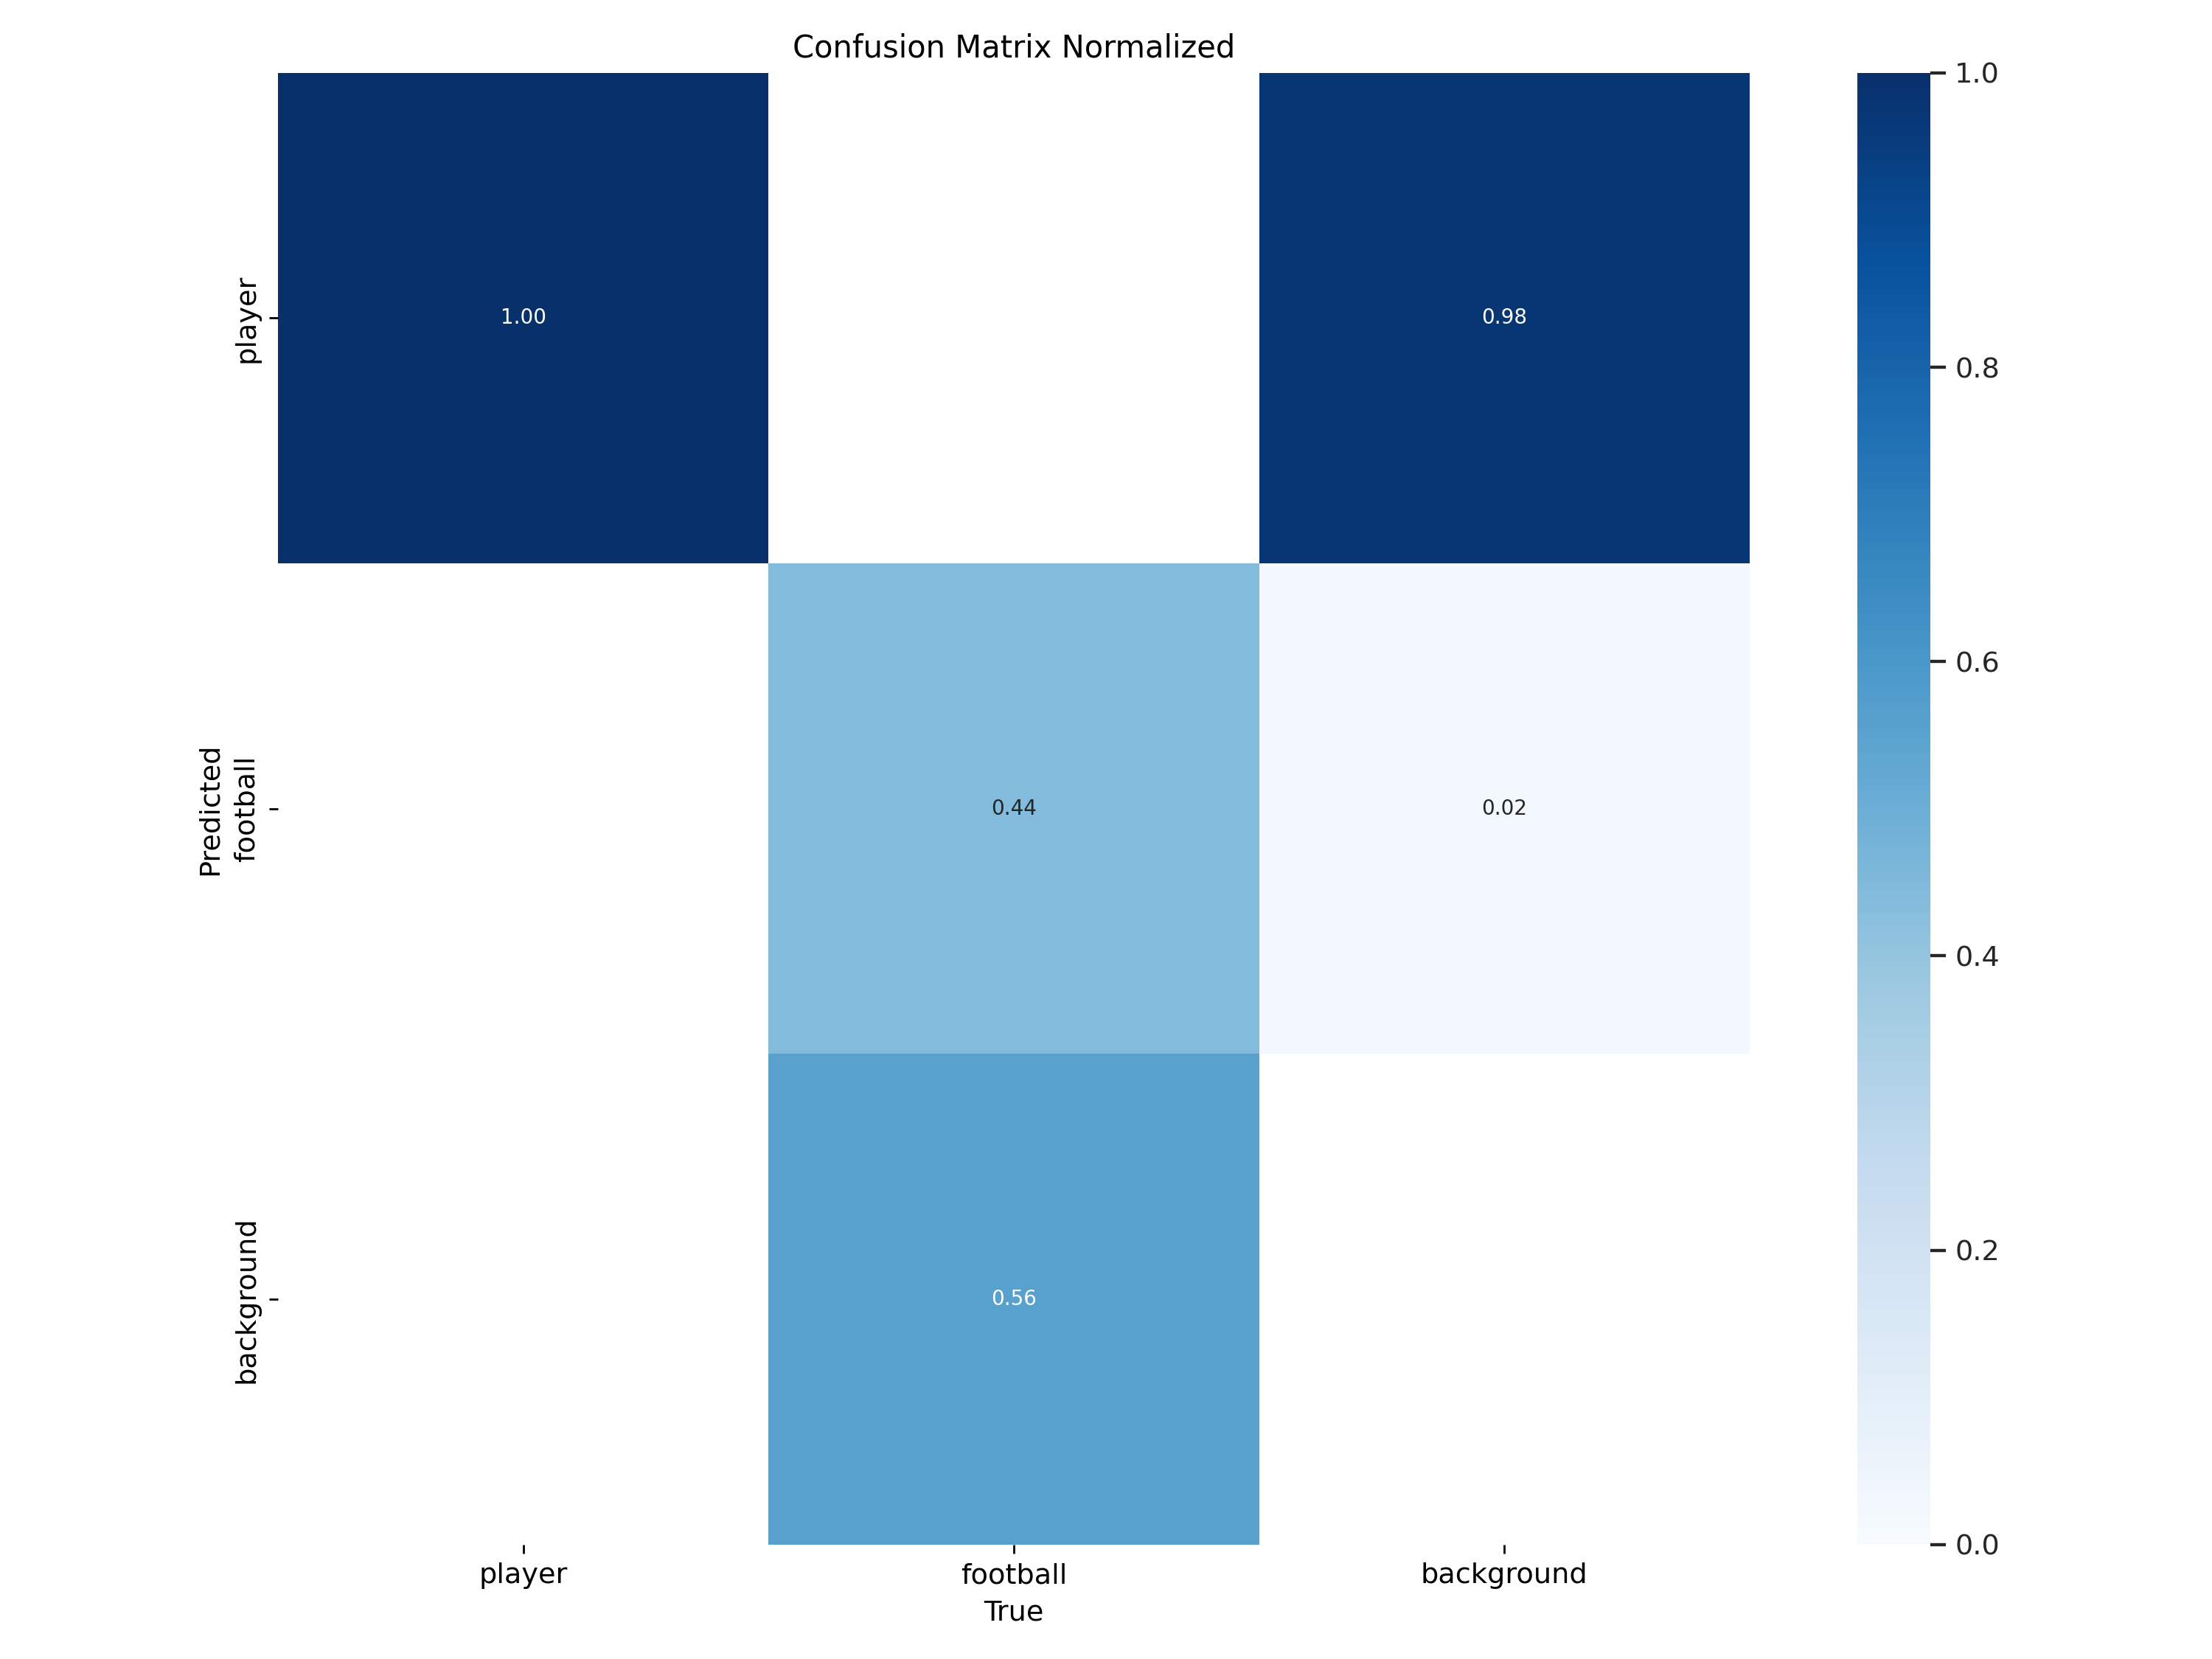 Confusion Matrix Normalized
player
1.00
0.98
Predicted
football
0.44
0.02
background
0.56
player
football
background
True
1.0
0.8
0.6
0.4
0.2
0.0